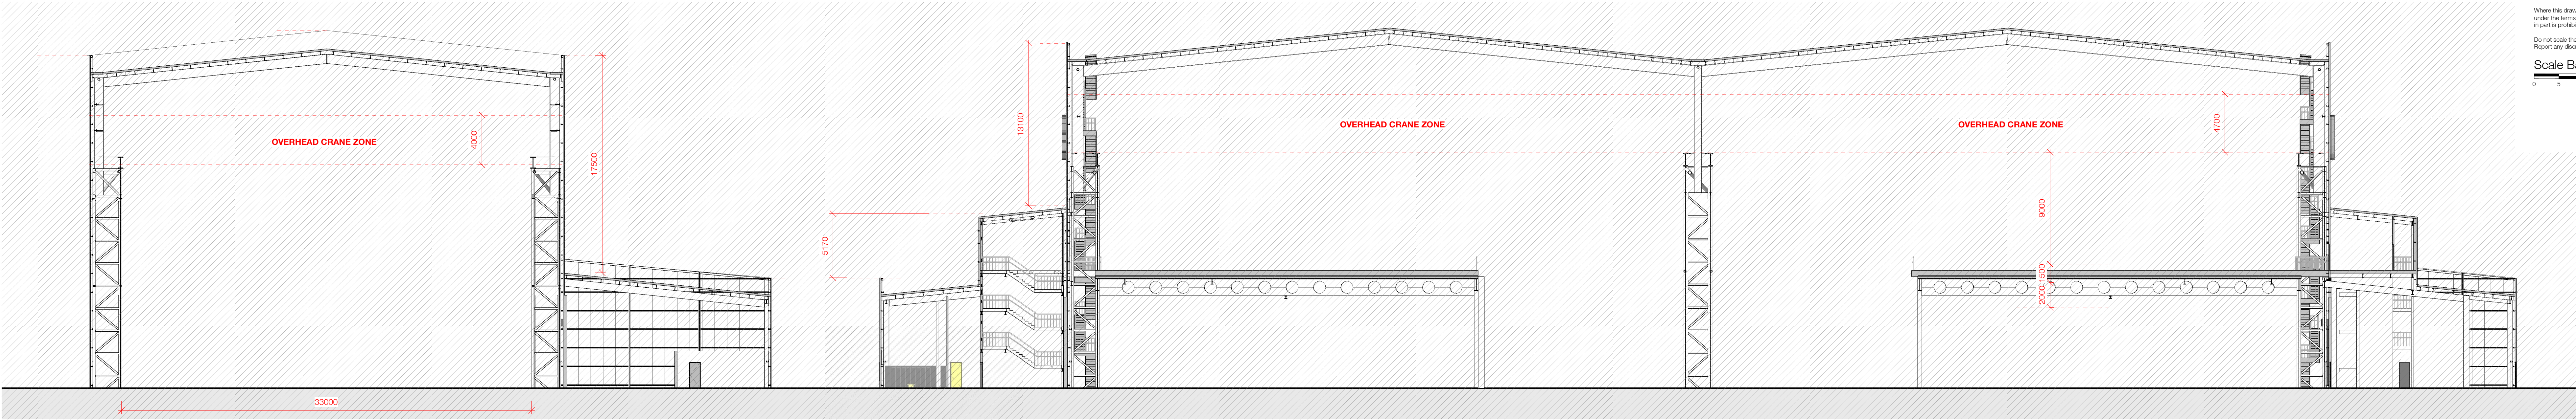 Where this draw
under the terms
in part is prohibi
Do not scale the
Report any disc
Scale Ba
0 5
OVERHEAD CRANE ZONE
4000
17500
33000
5170
13100
OVERHEAD CRANE ZONE
OVERHEAD CRANE ZONE
4700
9000
1500
2000